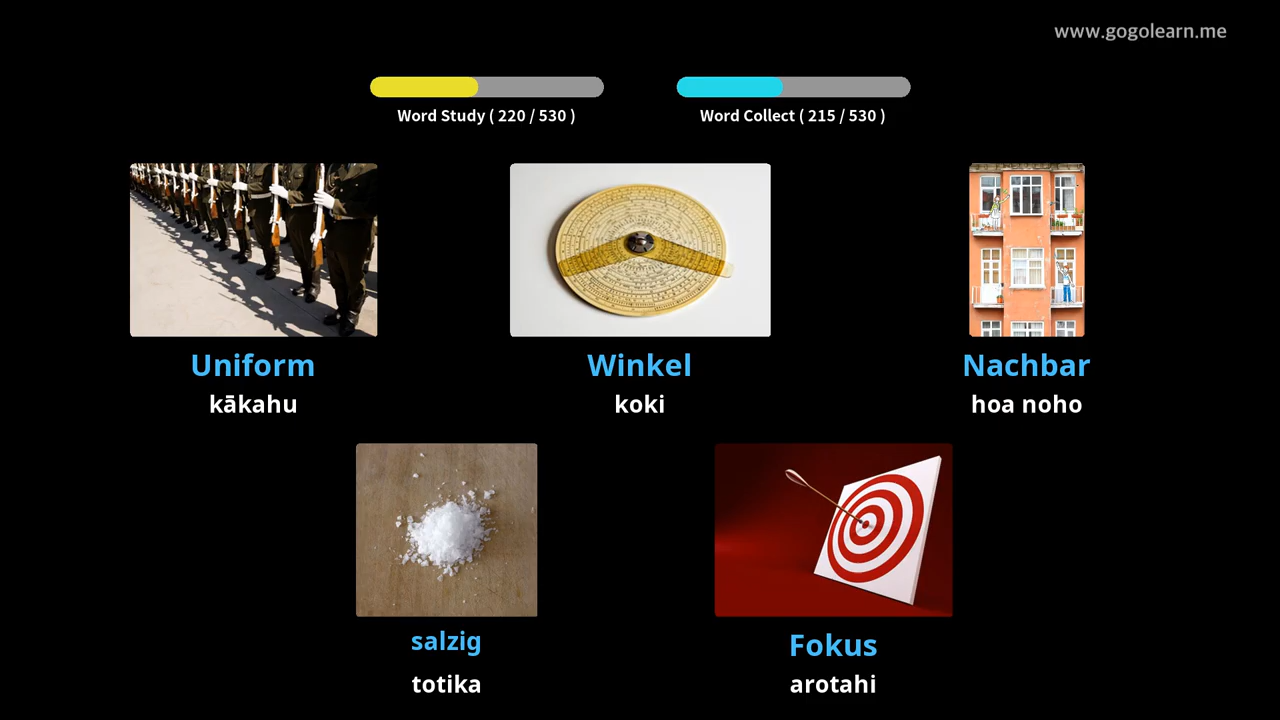 www.gogolearn.me
Word Study ( 220 / 530 )
Word Collect ( 215 / 530 )
Uniform
kākahu
Winkel
koki
Nachbar
hoa noho
salzig
totika
Fokus
arotahi